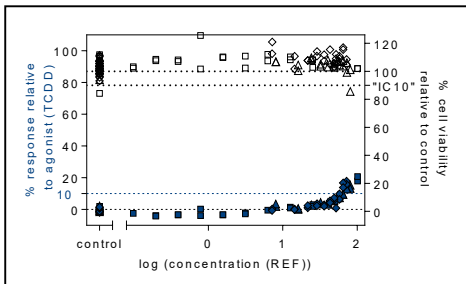 % response relative
to agonist (TCDD)
100
80
60
40
20
10
0
120
100
"IC10"
80
60
40
20
0
% cell viability
relative to control
control
0
1
2
log (concentration (REF))